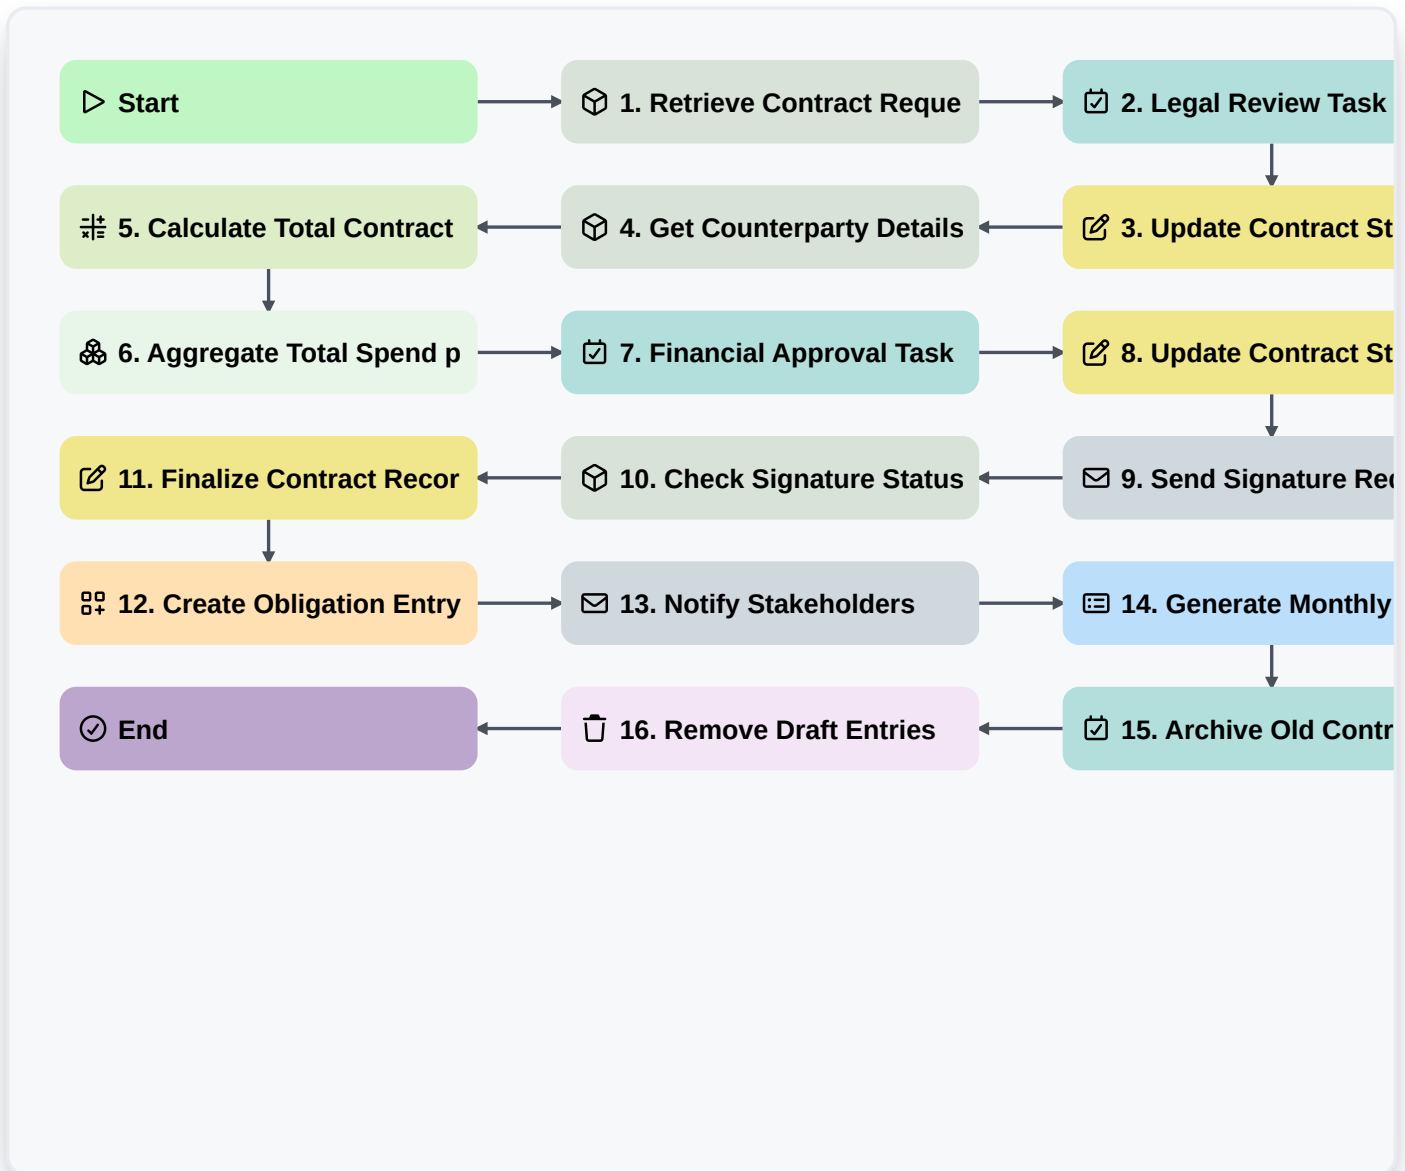 Start
1. Retrieve Contract Reque
2. Legal Review Task
5. Calculate Total Contract
4. Get Counterparty Details
3. Update Contract St
6. Aggregate Total Spend p
7. Financial Approval Task
8. Update Contract St
11. Finalize Contract Recor
10. Check Signature Status
9. Send Signature Rec
12. Create Obligation Entry
13. Notify Stakeholders
14. Generate Monthly
End
16. Remove Draft Entries
15. Archive Old Contr